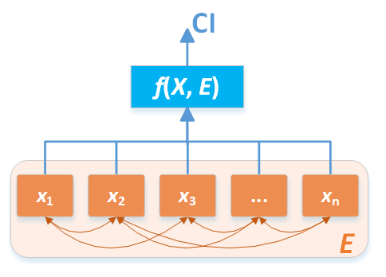 CI
f(X, E)
x₁ x₂ x₃ ... xₙ
E